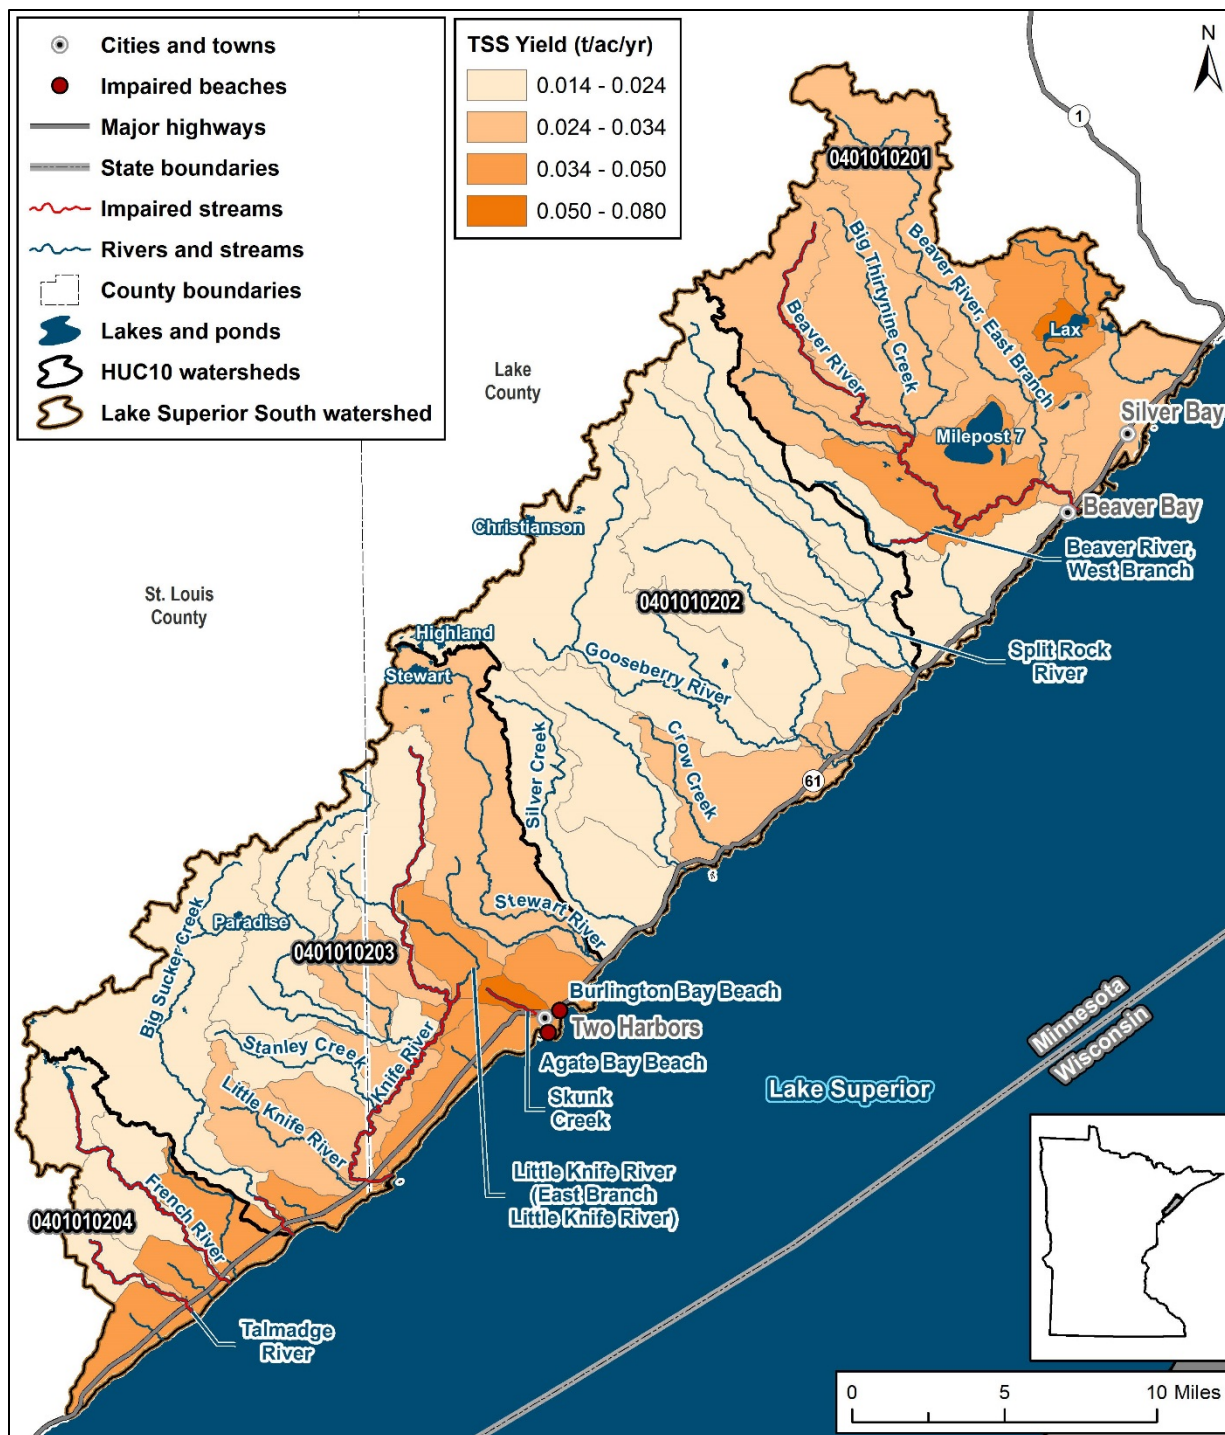 Cities and towns
Impaired beaches
Major highways
State boundaries
Impaired streams
Rivers and streams
County boundaries
Lakes and ponds
HUC10 watersheds
Lake Superior South watershed
TSS Yield (t/ac/yr)
0.014 - 0.024
0.024 - 0.034
0.034 - 0.050
0.050 - 0.080
N
1
0401010201
Big Thirtynine Creek
Beaver River, East Branch
Beaver River
Lax
Lake
County
Silver Bay
Milepost 7
Beaver Bay
Christianson
Beaver River,
West Branch
St. Louis
County
0401010202
Highland
Stewart
Gooseberry River
Split Rock
River
Silver Creek
Crow Creek
61
Stewart River
Paradise
Big Sucker Creek
0401010203
Burlington Bay Beach
Two Harbors
Agate Bay Beach
Minnesota
Wisconsin
Stanley Creek
Knife River
Little Knife River
Skunk
Creek
Lake Superior
Little Knife River
(East Branch
Little Knife River)
French River
0401010204
Talmadge
River
0
5
10 Miles